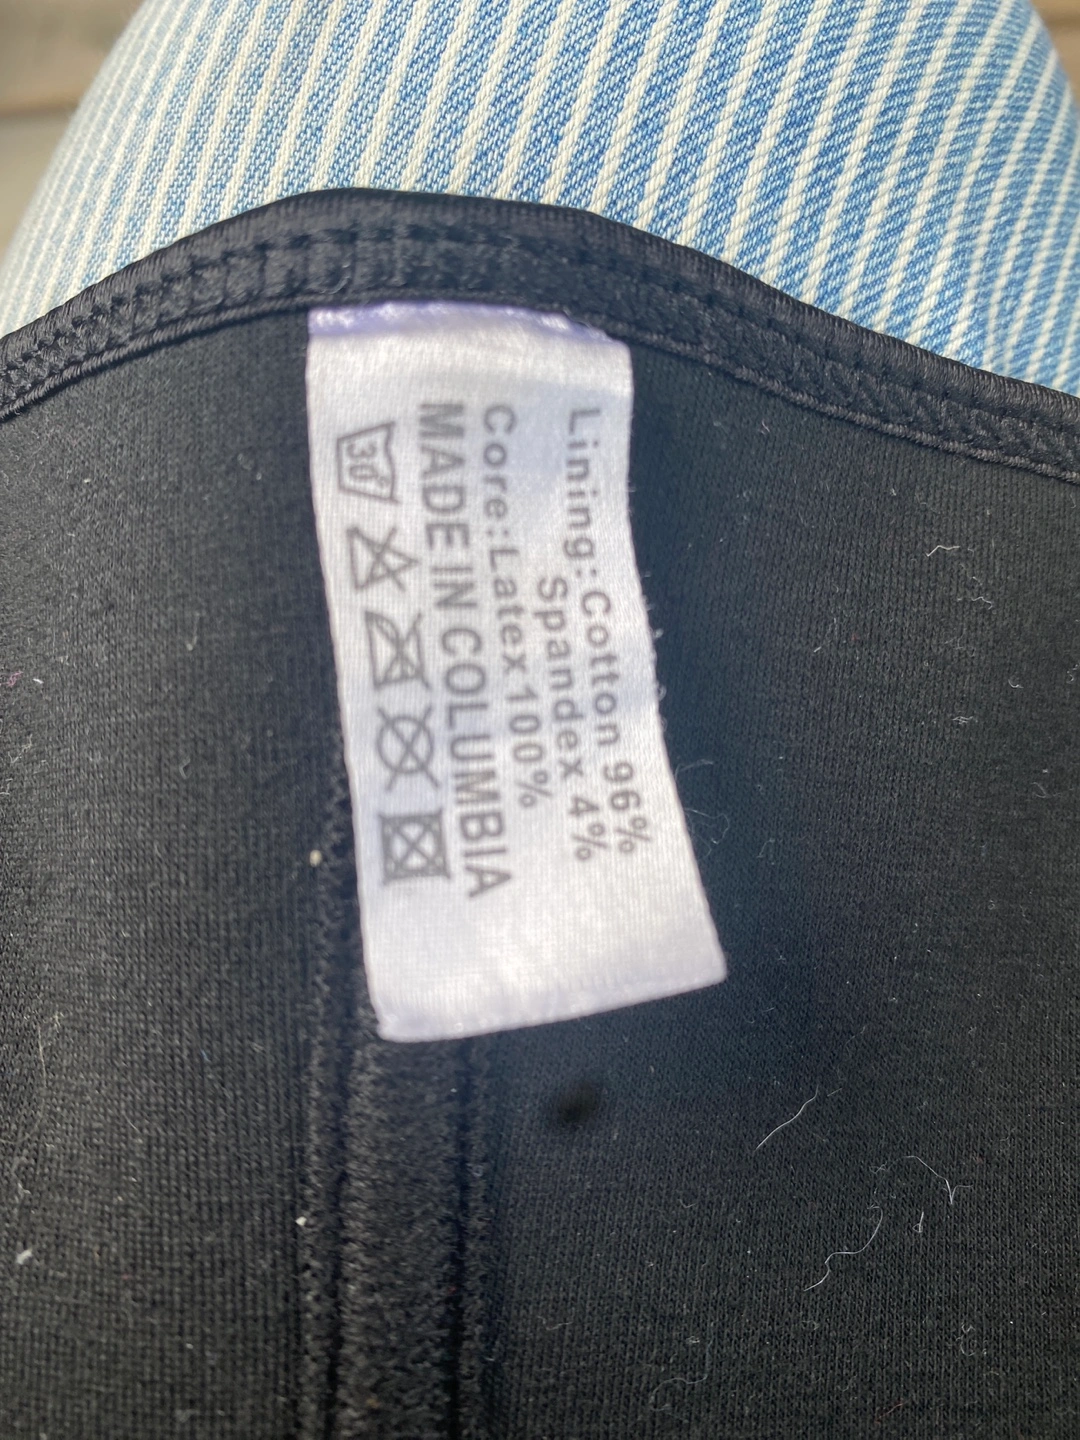 Lining:Cotton 96%
Spandex 4%
Core:Latex100%
MADE IN COLUMBIA
30°